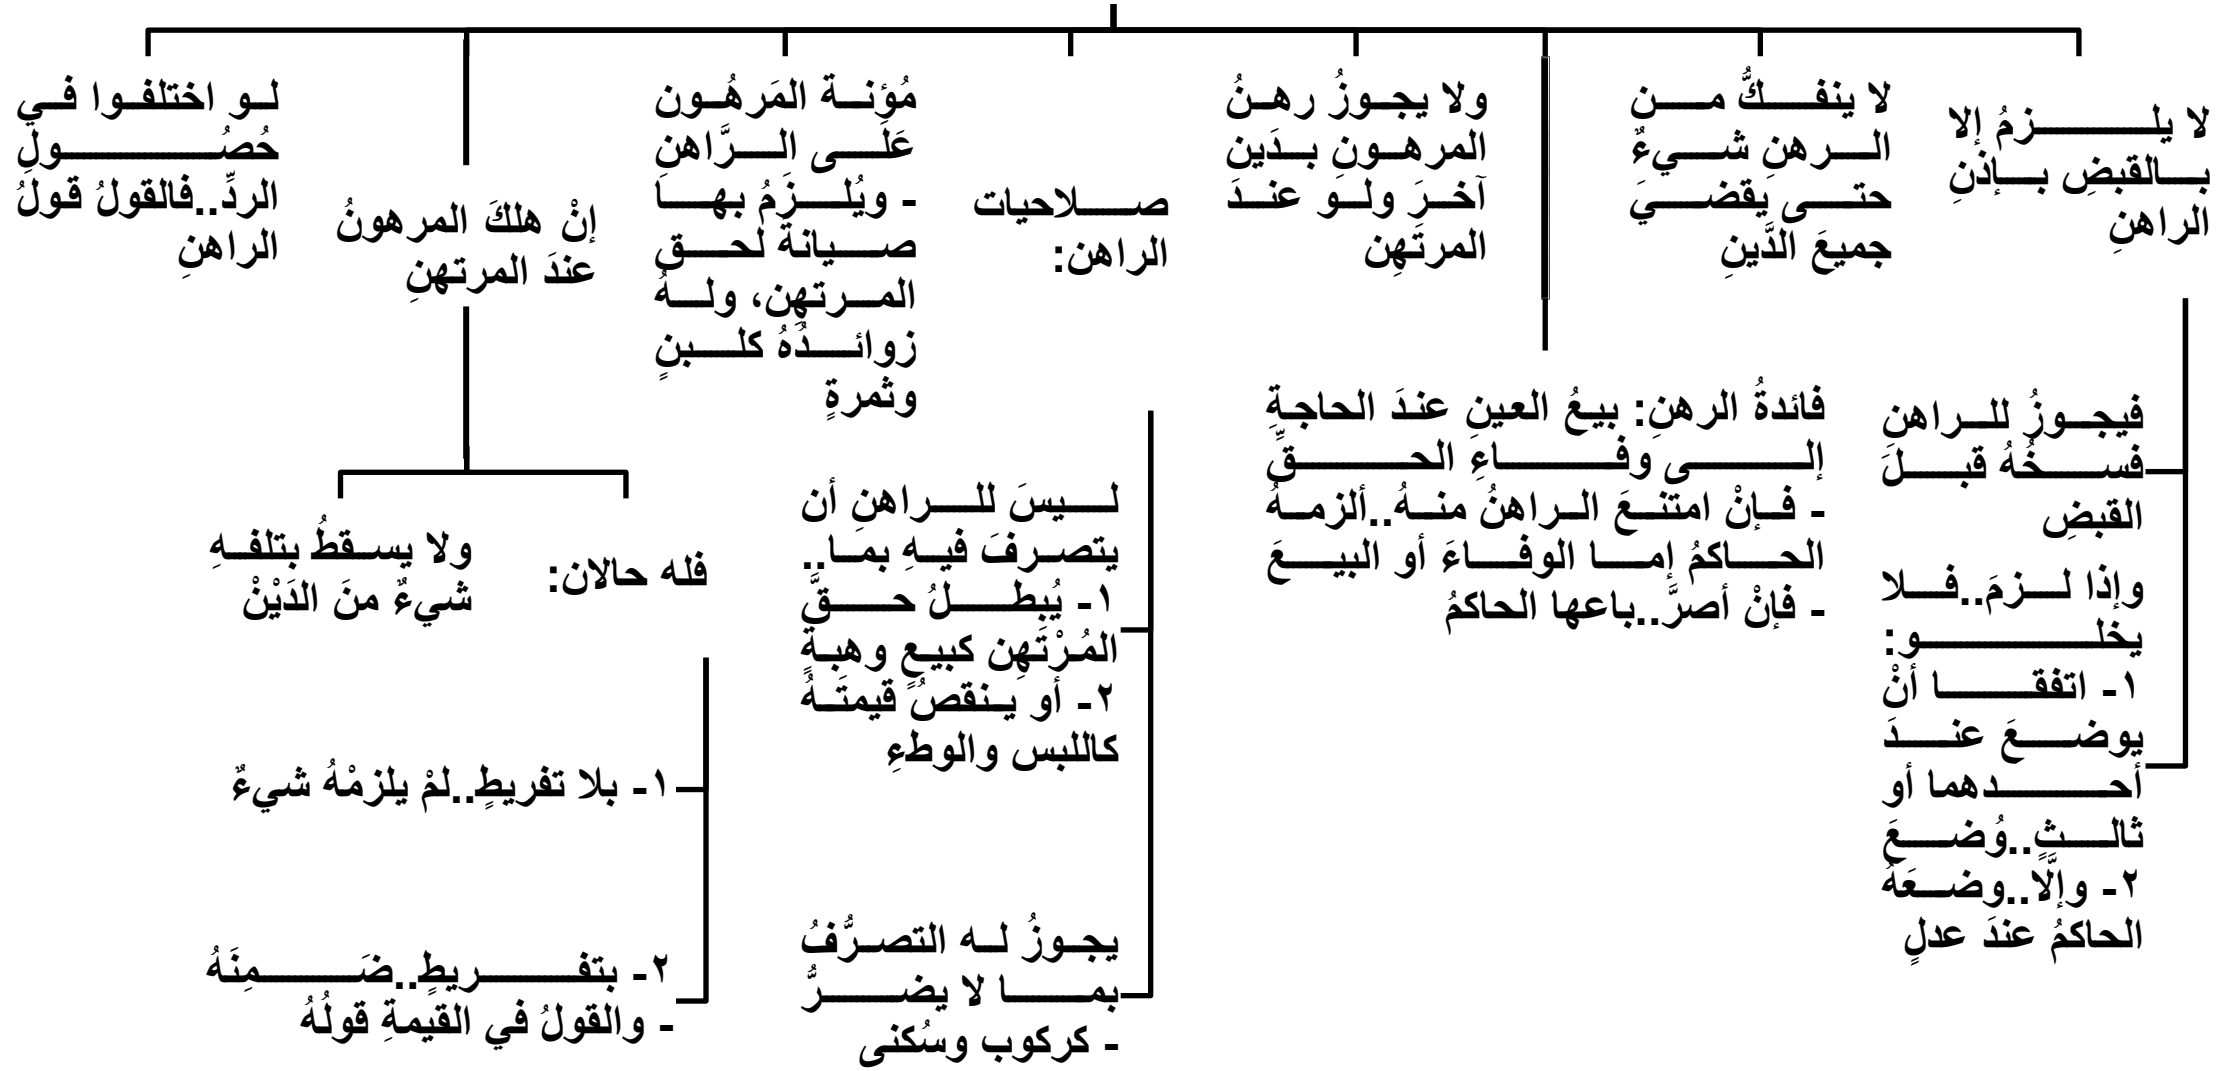 لا يلزمُ إلا
بالقبضِ بإذنِ
الراهنِ
فيجوزُ للراهنِ
فسخُهُ قبلَ
القبضِ
وإذا لزمَ..فلا
يخلو:
١- اتفقا أنْ
يوضعَ عندَ
أحدهما أو
ثالثٍ..وُضعَ
٢- وإلَّا..وضعَهُ
الحاكمُ عندَ عدلٍ
لا ينفكُّ من
الرهنِ شيءٌ
حتى يقضيَ
جميعَ الدَّينِ
فائدةُ الرهنِ: بيعُ العينِ عندَ الحاجةِ
إلى وفاءِ الحقِّ
- فإنْ امتنعَ الراهنُ منهُ..ألزمهُ
الحاكمُ إما الوفاءَ أو البيعَ
- فإنْ أصرَّ..باعها الحاكمُ
ولا يجوزُ رهنُ
المرهونِ بدَين
آخرَ ولو عندَ
المرتَهِن
صلاحيات
الراهن:
ليسَ للراهنِ أن
يتصرفَ فيهِ بمَا..
١- يُبطلُ حقَّ
المُرْتَهِن كبيعٍ وهبةٍ
٢- أو ينقصُ قيمتَهُ
كاللبس والوطءِ
يجوزُ له التصرُّفُ
بما لا يضرُّ
- كركوب وسُكنى
مُؤنة المَرهُون
عَلَى الرَّاهنِ
- ويُلزَمُ بها
صيانة لحق
المرتهِن، ولهُ
زوائدُهُ كلبنٍ
وثمرةٍ
إنْ هلكَ المرهونُ
عندَ المرتهنِ
فله حالان:
١- بلا تفريطٍ..لمْ يلزمْهُ شيءٌ
٢- بتفريطٍ..ضَمِنَهُ
- والقولُ في القيمةِ قولُهُ
ولا يسقطُ بتلفهِ
شيءٌ منَ الدَيْنْ
لو اختلفوا في
حُصُولِ
الردِّ..فالقولُ قولُ
الراهنِ